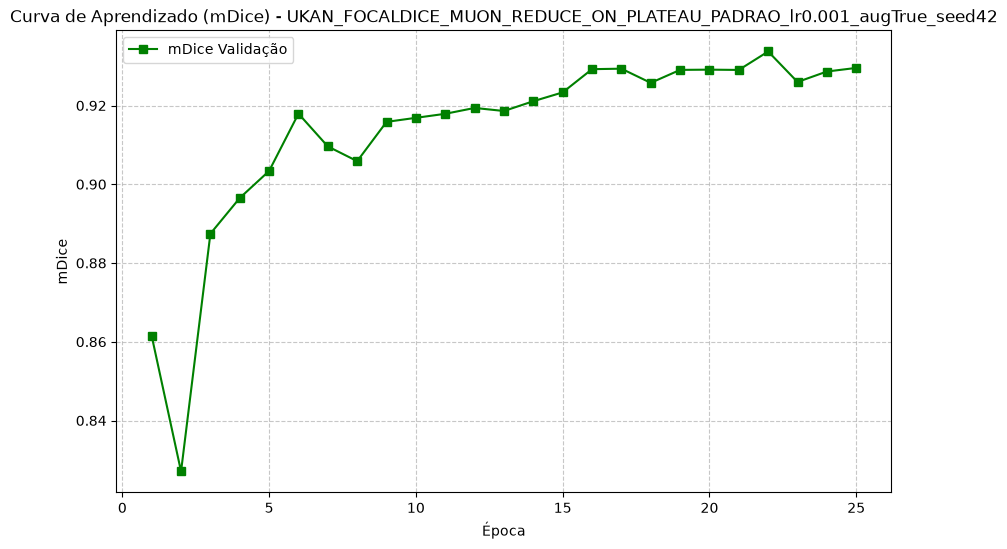 Curva de Aprendizado (mDice) - UKAN_FOCALDICE_MUON_REDUCE_ON_PLATEAU_PADRAO_lr0.001_augTrue_seed42
mDice Validação
0.92
0.90
0.88
0.86
0.84
mDice
0 5 10 15 20 25
Época